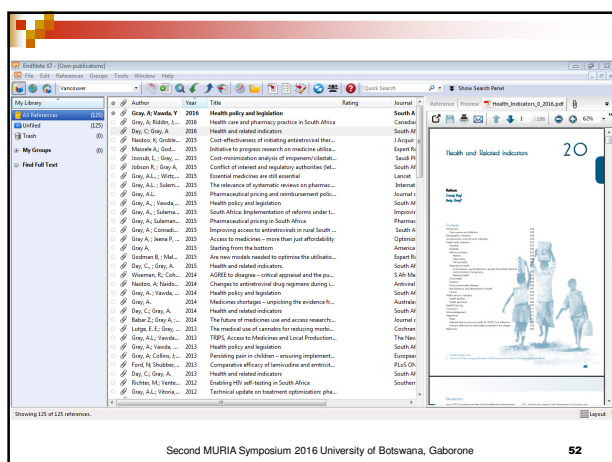 EndNote X7 - [Own publications]
File Edit References Groups Tools Window Help
Vancouver Quick Search Show Search Panel
My Library
All References (125)
Unfiled (125)
Trash (0)
My Groups (0)
Find Full Text
Author Year Title Rating Journal
Gray, A; Vawda, Y 2016 Health policy and legislation South A
Gray, A; Riddin, J;... 2016 Health care and pharmacy practice in South Africa Canadian
Day, C; Gray, A 2016 Health and related indicators South Af
Naidoo, K; Groble... 2015 Cost-effectiveness of initiating antiretroviral ther... J Acquir
Massele A.; God... 2015 Initiative to progress research on medicine utiliza... Expert R
Joosub, I.; Gray, ... 2015 Cost-minimization analysis of imipenem/cilastati... Saudi Ph
Jobson R.; Gray A. 2015 Conflict of interest and regulatory authorities (let... South Af
Gray, A.L. ; Wirtz,... 2015 Essential medicines are still essential Lancet
Gray, A.L. ; Sulem... 2015 The relevance of systematic reviews on pharmac... Internat
Gray, A.L. 2015 Pharmaceutical pricing and reimbursement polic... Journal o
Gray, A. ; Vawda,... 2015 Health policy and legislation South Af
Gray, A. ; Sulema... 2015 South Africa: Implementation of reforms under t... Improvin
Gray, A.; Suleman... 2015 Pharmaceutical pricing in South Africa Pharmac
Gray, A ; Conradi... 2015 Improving access to antiretrovirals in rural South ... South Af
Gray A ; Jeena P, ... 2015 Access to medicines – more than just affordability Optimiz
Gray A 2015 Starting from the bottom America
Godman B, ; Mal... 2015 Are new models needed to optimise the utilisatio... Expert R
Day, C, ; Gray, A. 2015 Health and related indicators. South Af
Wiseman, R.; Coh... 2014 AGREE to disagree – critical appraisal and the pu... S Afr Me
Naidoo, A; Naido... 2014 Changes to antiretroviral drug regimens during i... Antiviral
Gray, A. ; Vawda,... 2014 Health policy and legislation South Af
Gray, A. 2014 Medicines shortages – unpicking the evidence fr... Australas
Day, C; Gray, A. 2014 Health and related indicators South Af
Babar Z.; Gray A ;... 2014 The future of medicines use and access research... Journal o
Lutge, E. E.; Gray,... 2013 The medical use of cannabis for reducing morbi... Cochran
Gray, A.L.; Vawda... 2013 TRIPS, Access to Medicines and Local Production... The New
Gray, A.; Vawda, ... 2013 Health policy and legislation South Af
Gray, A; Collins, J;... 2013 Persisting pain in children – ensuring implement... European
Ford, N; Shubber,... 2013 Comparative efficacy of lamivudine and emtricit... PLoS ON
Day, C.; Gray, A. 2013 Health and related indicators South Af
Richter, M.; Vente... 2012 Enabling HIV self-testing in South Africa Southern
Gray, A.L.; Vitoria,... 2012 Technical update on treatment optimization: pha...
Reference Preview Health_Indicators_0_2016.pdf
1 /100 62%
Health and Related Indicators 20
Authors
Contents
Showing 125 of 125 references.
Layout
Second MURIA Symposium 2016 University of Botswana, Gaborone 52